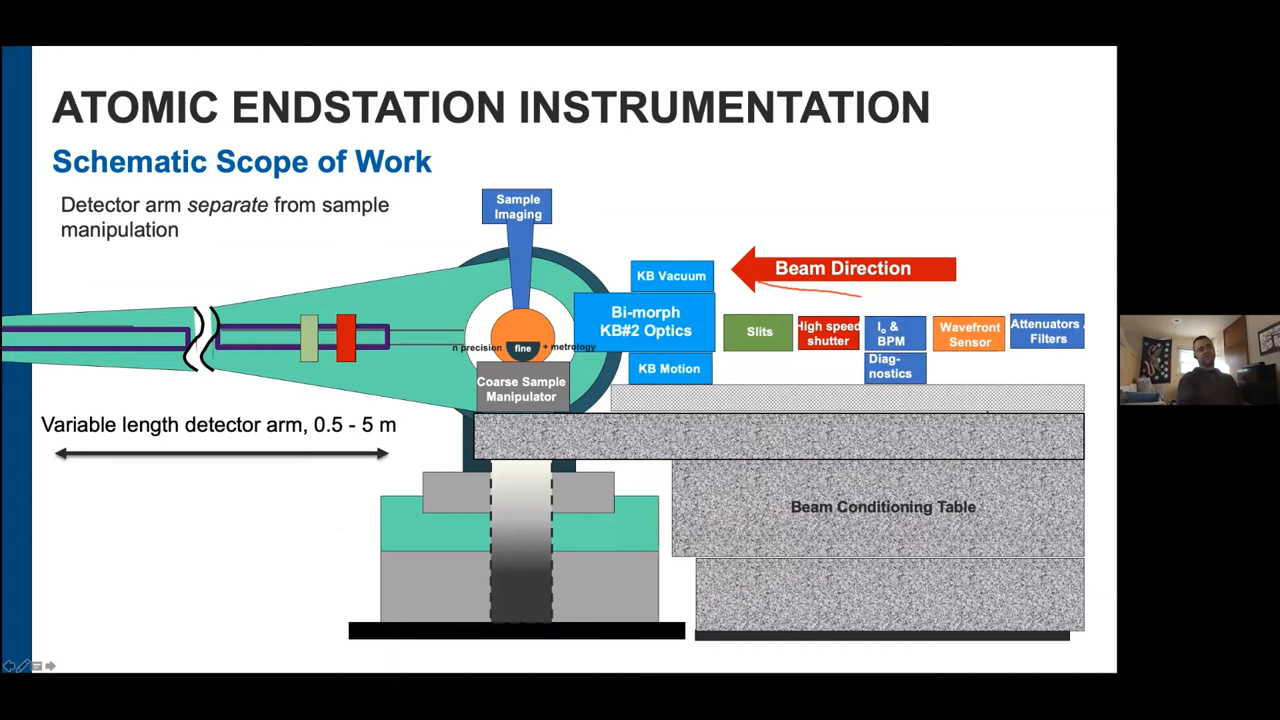 ATOMIC ENDSTATION INSTRUMENTATION
Schematic Scope of Work
Detector arm separate from sample
manipulation
Sample
Imaging
KB Vacuum
Beam Direction
Bi-morph
KB#2 Optics
Slits
High speed
shutter
I₀ &
BPM
Wavefront
Sensor
Attenuators
Filters
n precision
fine
+ metrology
KB Motion
Diag-
nostics
Coarse Sample
Manipulator
Variable length detector arm, 0.5 - 5 m
Beam Conditioning Table